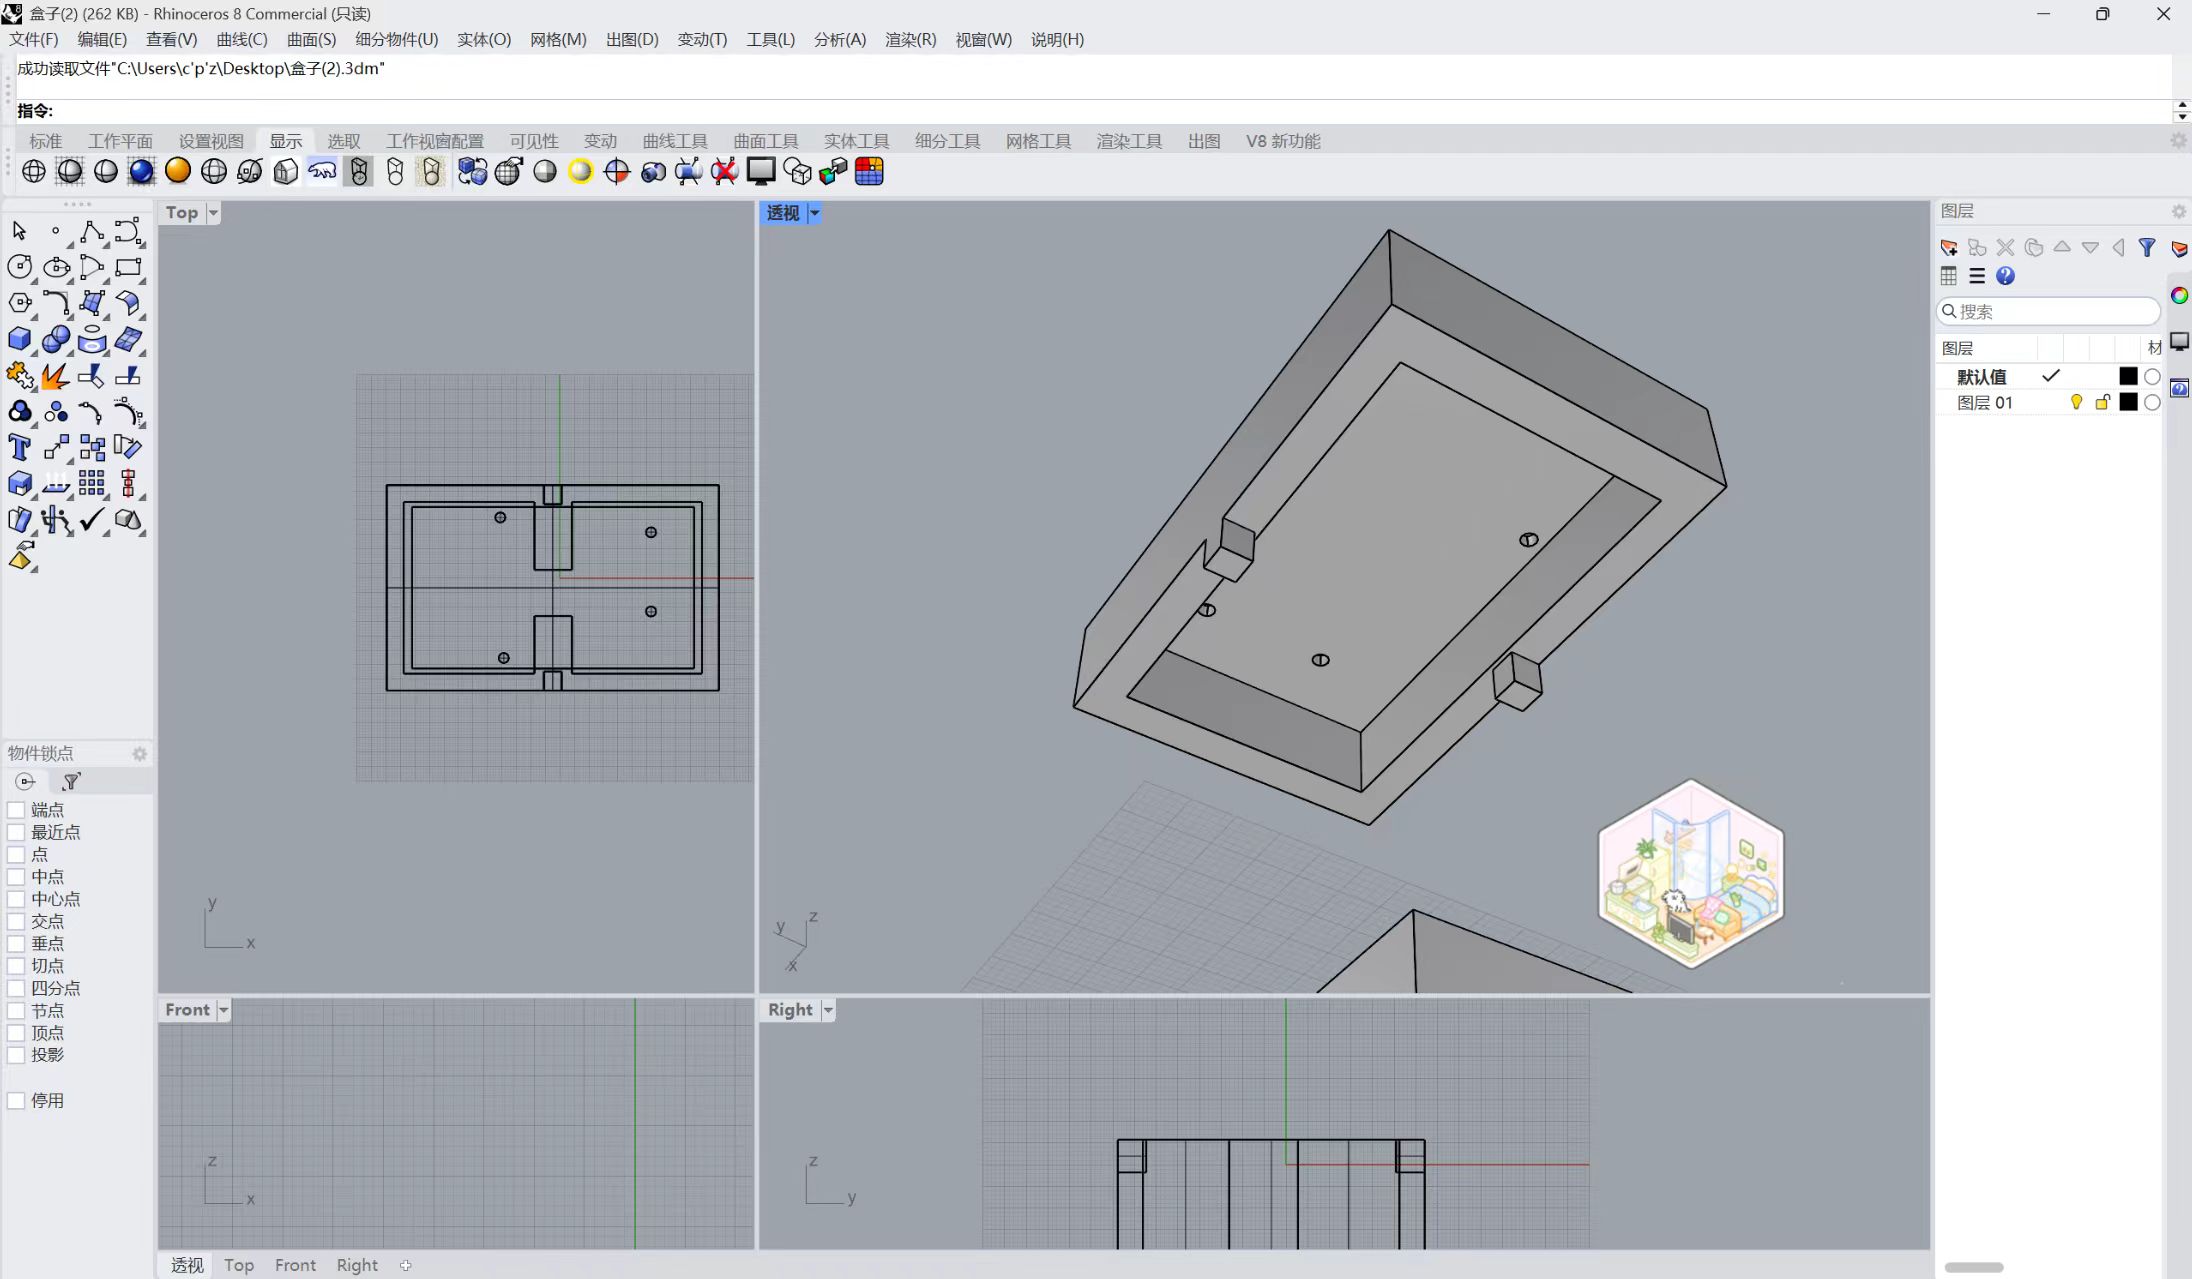 盒子(2) (262 KB) - Rhinoceros 8 Commercial (只读)
文件(F) 编辑(E) 查看(V) 曲线(C) 曲面(S) 细分物件(U) 实体(O) 网格(M) 出图(D) 变动(T) 工具(L) 分析(A) 渲染(R) 视窗(W) 说明(H)
成功读取文件"C:\Users\c'p'z\Desktop\盒子(2).3dm"
指令:
标准 工作平面 设置视图 显示 选取 工作视窗配置 可见性 变动 曲线工具 曲面工具 实体工具 细分工具 网格工具 渲染工具 出图 V8 新功能
Top
透视
图层
搜索
图层 材
默认值
图层 01
物件锁点
端点
最近点
点
中点
中心点
交点
垂点
切点
四分点
节点
顶点
投影
停用
y
x
z
y
x
Front
Right
z
x
z
y
透视 Top Front Right